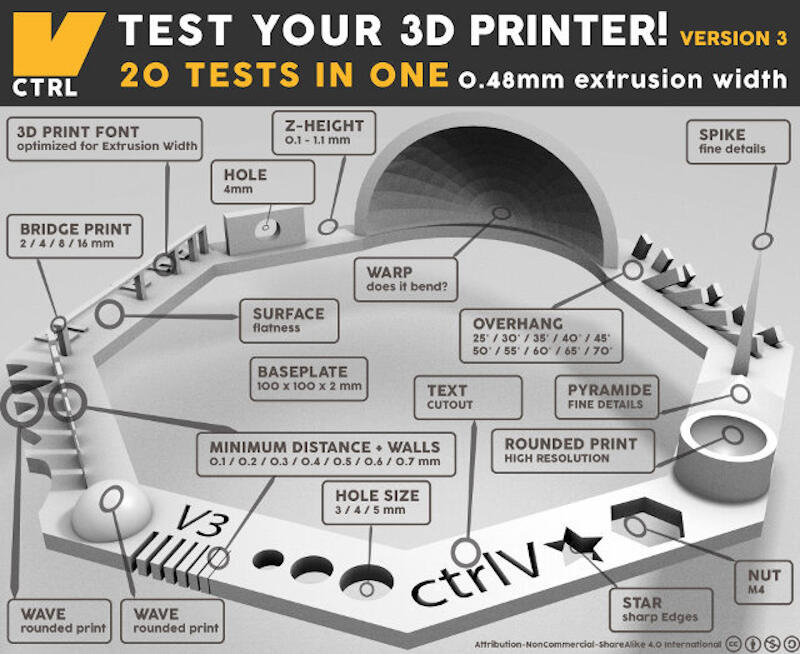 CTRL
TEST YOUR 3D PRINTER! VERSION 3
20 TESTS IN ONE 0.48mm extrusion width
3D PRINT FONT
optimized for Extrusion Width
Z-HEIGHT
0.1 - 1.1 mm
SPIKE
fine details
HOLE
4mm
BRIDGE PRINT
2 / 4 / 8 / 16 mm
WARP
does it bend?
SURFACE
flatness
OVERHANG
25° / 30° / 35° / 40° / 45°
50° / 55° / 60° / 65° / 70°
BASEPLATE
100 x 100 x 2 mm
TEXT
CUTOUT
PYRAMIDE
FINE DETAILS
MINIMUM DISTANCE + WALLS
0.1 / 0.2 / 0.3 / 0.4 / 0.5 / 0.6 / 0.7 mm
ROUNDED PRINT
HIGH RESOLUTION
HOLE SIZE
3 / 4 / 5 mm
V3
ctrlV
NUT
M4
WAVE
rounded print
WAVE
rounded print
STAR
sharp Edges
Attribution-NonCommercial-ShareAlike 4.0 International